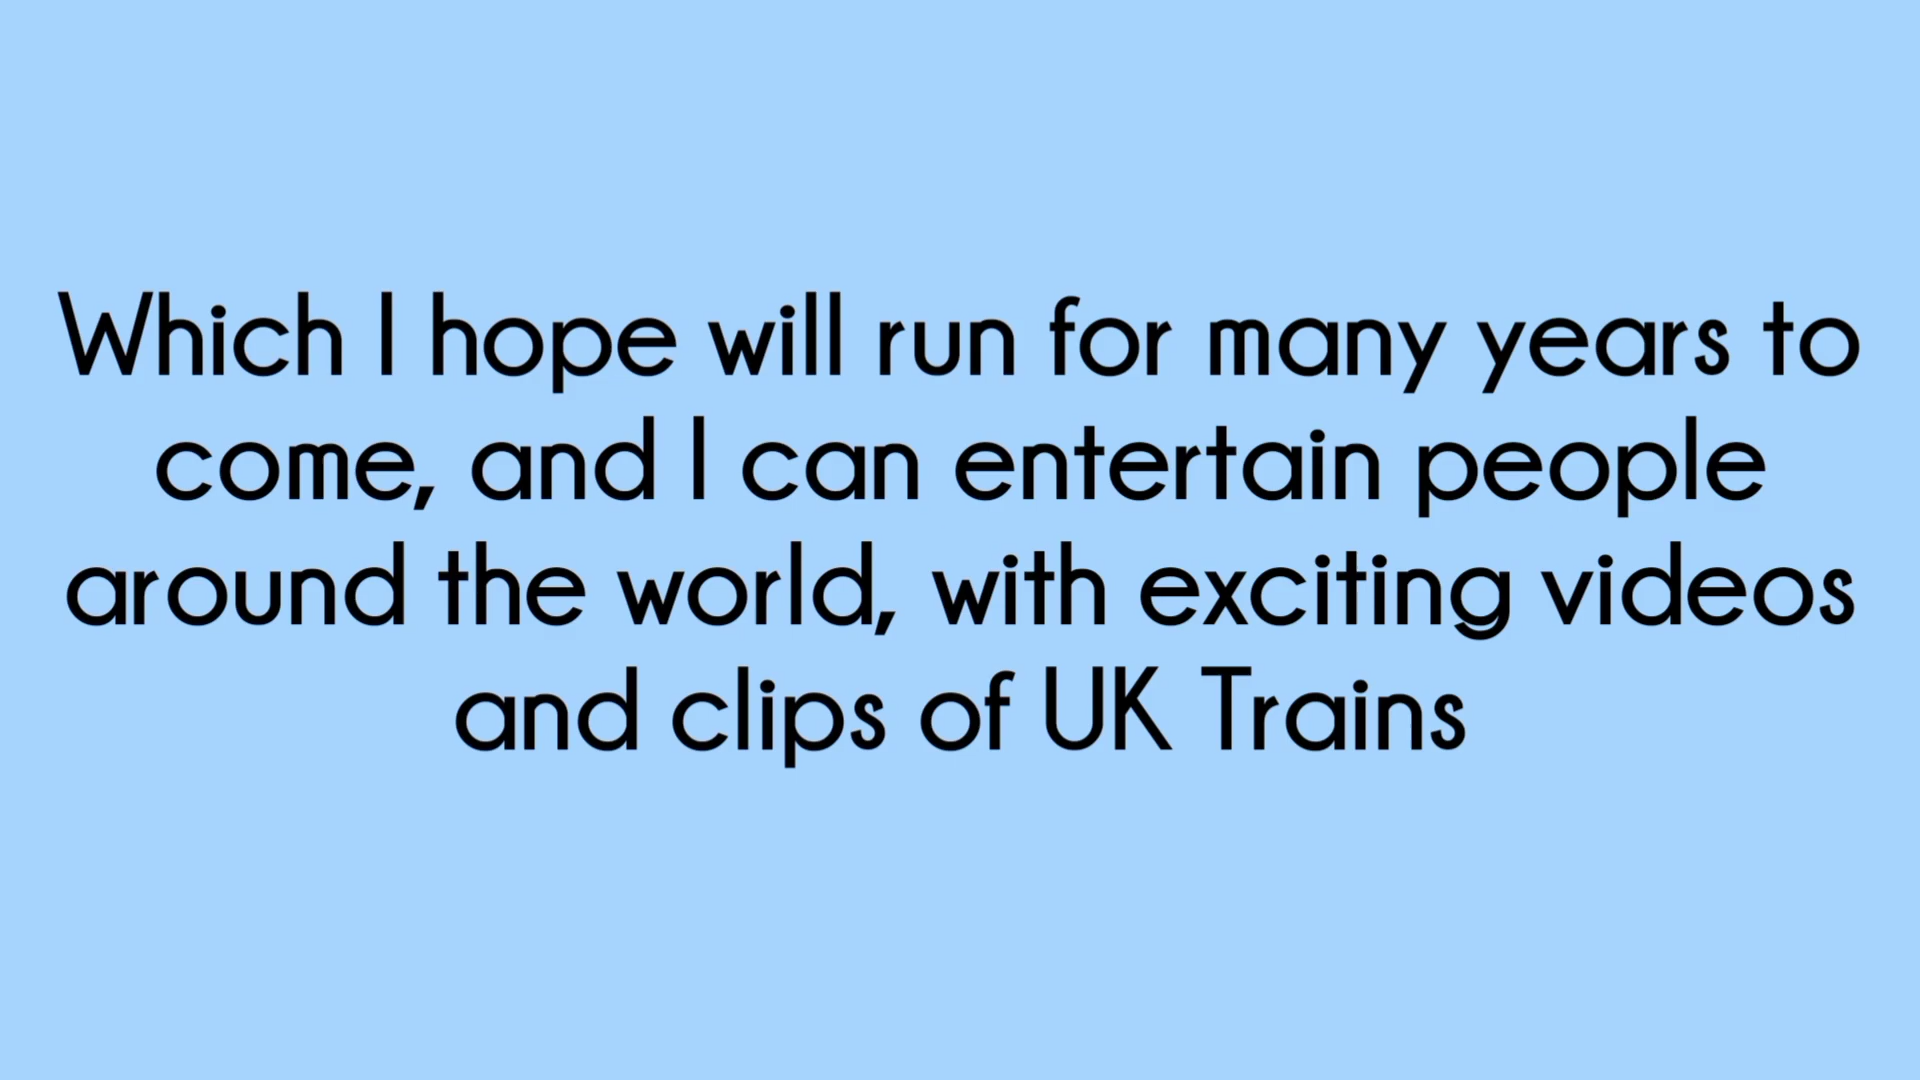 Which I hope will run for many years to
come, and I can entertain people
around the world, with exciting videos
and clips of UK Trains